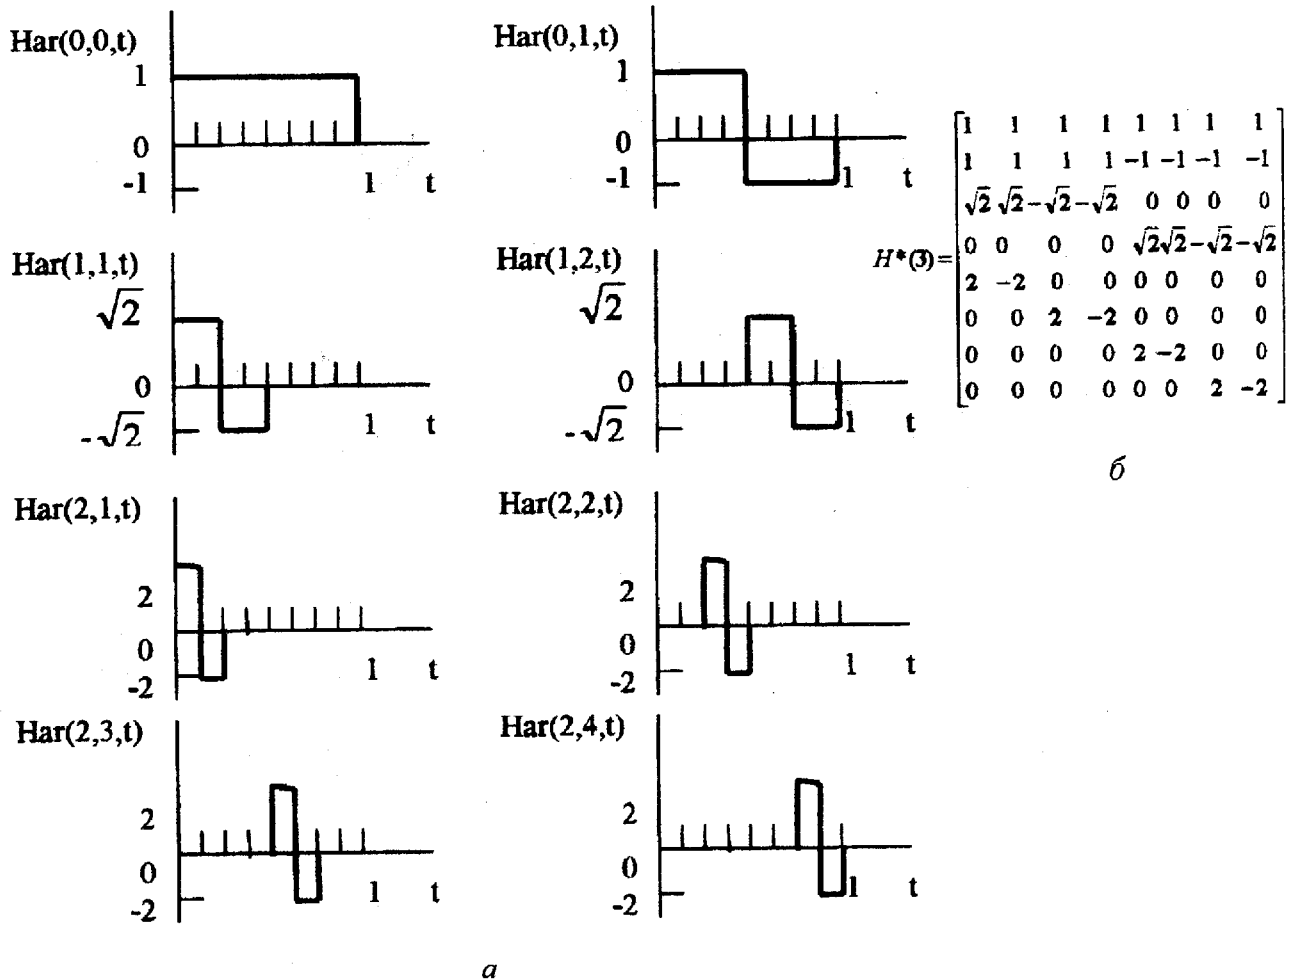 Har(0,0,t)
1
0
-1
1 t
Har(0,1,t)
1
0
-1
1 t
Har(1,1,t)
√2
0
-√2
1 t
Har(1,2,t)
√2
0
-√2
1 t
Har(2,1,t)
2
0
-2
1 t
Har(2,2,t)
2
0
-2
1 t
Har(2,3,t)
2
0
-2
1 t
Har(2,4,t)
2
0
-2
1 t
а
H*(3)=
1 1 1 1 1 1 1 1
1 1 1 1 -1 -1 -1 -1
√2 √2 -√2 -√2 0 0 0 0
0 0 0 0 √2 √2 -√2 -√2
2 -2 0 0 0 0 0 0
0 0 2 -2 0 0 0 0
0 0 0 0 2 -2 0 0
0 0 0 0 0 0 2 -2
б